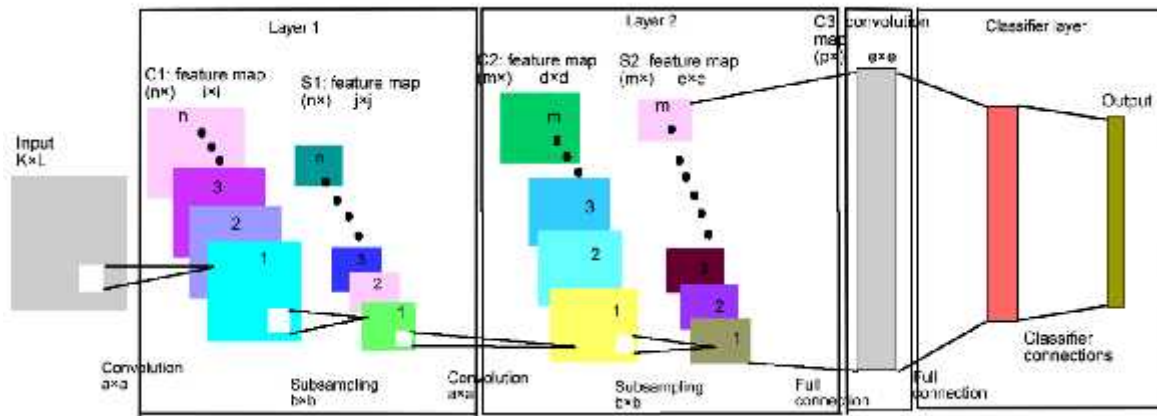 Layer 1
Layer 2
C3: convolution
map
(p×)
e×e
Classifier layer
C1: feature map
(n×) i×i
S1: feature map
(n×) j×j
C2: feature map
(m×) d×d
S2: feature map
(m×) c×c
Input
K×L
n
3
2
1
n
3
2
1
m
3
2
1
m
3
2
1
Output
Convolution
a×a
Subsampling
b×b
Convolution
a×a
Subsampling
b×b
Full
connection
Full
connection
Classifier
connections